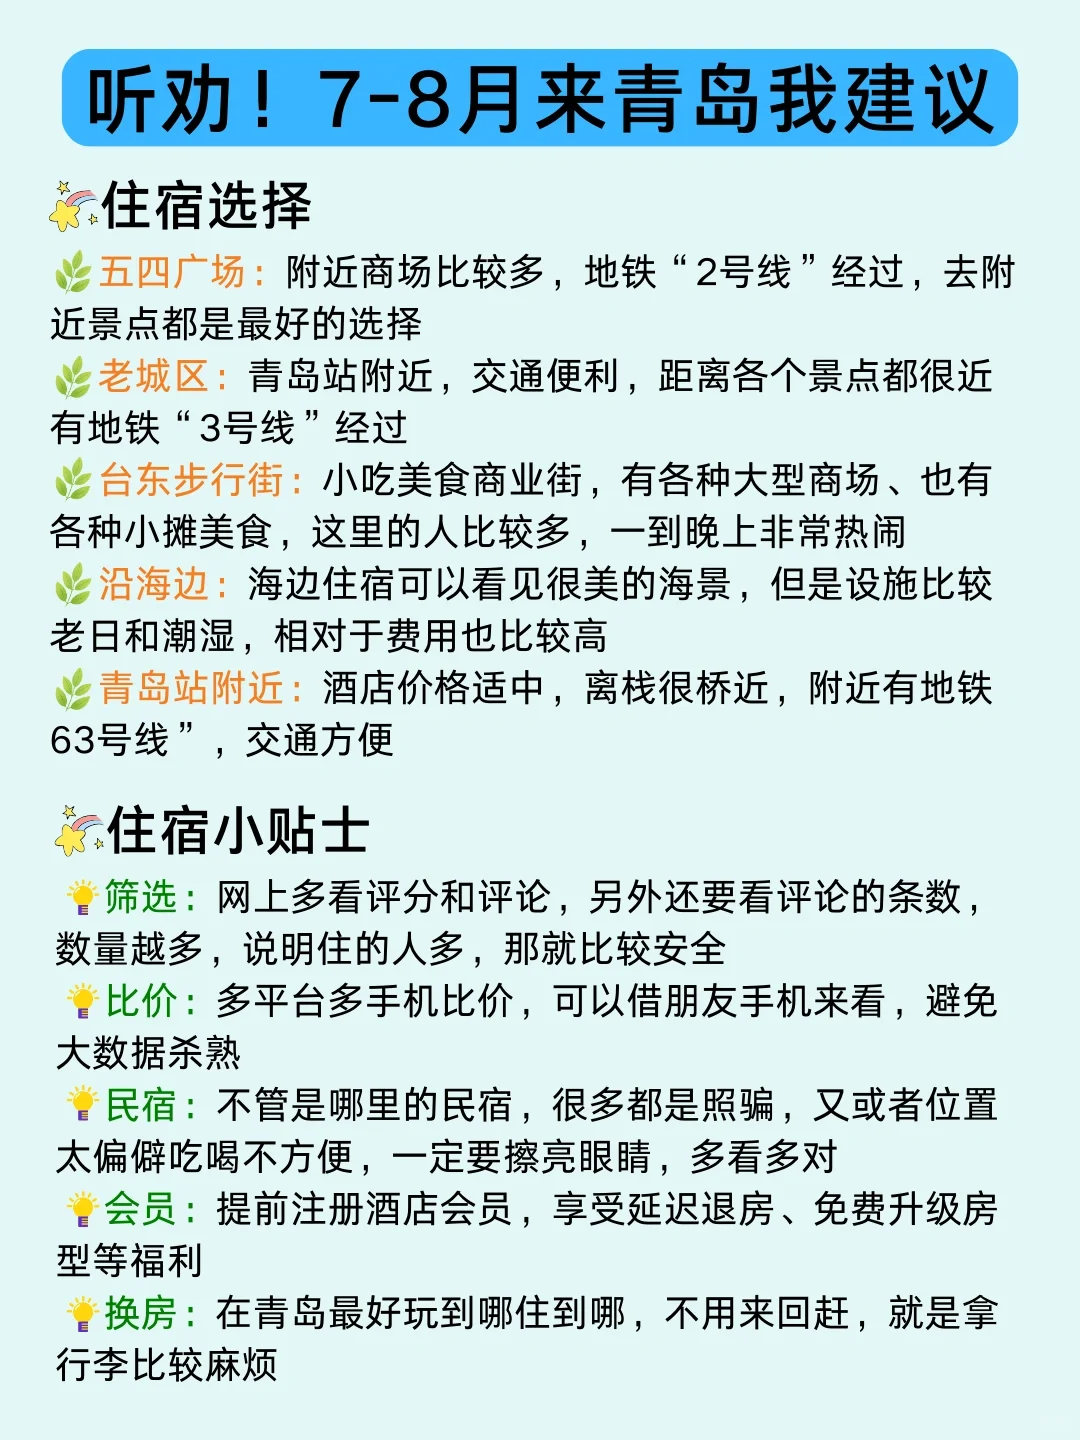 听劝！7-8月来青岛我建议
住宿选择
五四广场：附近商场比较多，地铁“2号线”经过，去附
近景点都是最好的选择
老城区：青岛站附近，交通便利，距离各个景点都很近
有地铁“3号线”经过
台东步行街：小吃美食商业街，有各种大型商场、也有
各种小摊美食，这里的人比较多，一到晚上非常热闹
沿海边：海边住宿可以看见很美的海景，但是设施比较
老日和潮湿，相对于费用也比较高
青岛站附近：酒店价格适中，离栈很桥近，附近有地铁
63号线”，交通方便
住宿小贴士
筛选：网上多看评分和评论，另外还要看评论的条数，
数量越多，说明住的人多，那就比较安全
比价：多平台多手机比价，可以借朋友手机来看，避免
大数据杀熟
民宿：不管是哪里的民宿，很多都是照骗，又或者位置
太偏僻吃喝不方便，一定要擦亮眼睛，多看多对
会员：提前注册酒店会员，享受延迟退房、免费升级房
型等福利
换房：在青岛最好玩到哪住到哪，不用来回赶，就是拿
行李比较麻烦